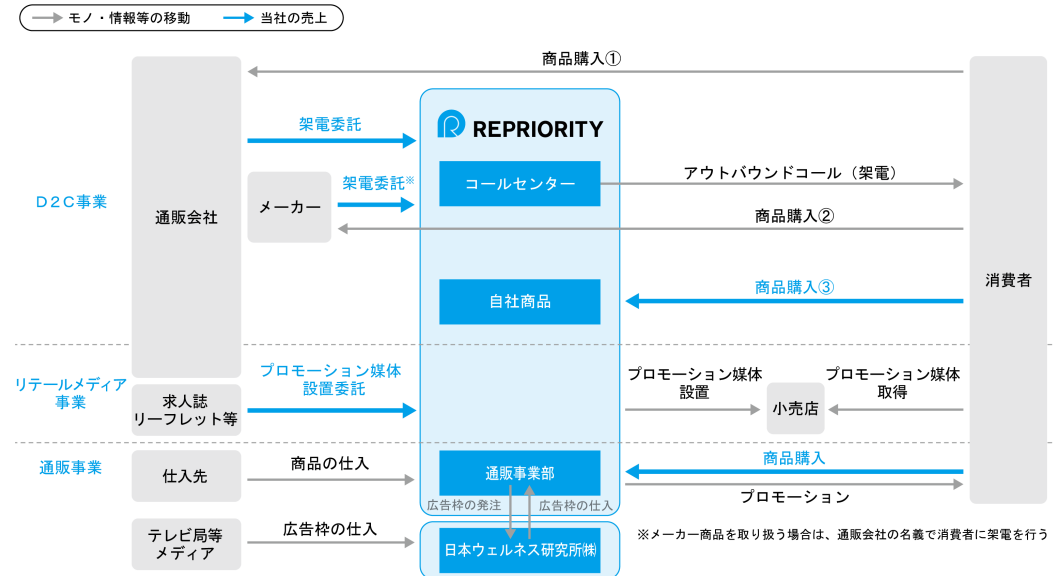 モノ・情報等の移動 当社の売上
商品購入①
架電委託
REPRIORITY
D2C事業
通販会社
メーカー
架電委託※
コールセンター
アウトバウンドコール（架電）
商品購入②
自社商品
商品購入③
消費者
リテールメディア
事業
求人誌
リーフレット等
プロモーション媒体
設置委託
プロモーション媒体
設置
小売店
プロモーション媒体
取得
通販事業
仕入先
商品の仕入
通販事業部
商品購入
プロモーション
広告枠の発注 広告枠の仕入
テレビ局等
メディア
広告枠の仕入
日本ウェルネス研究所㈱
※メーカー商品を取り扱う場合は、通販会社の名義で消費者に架電を行う